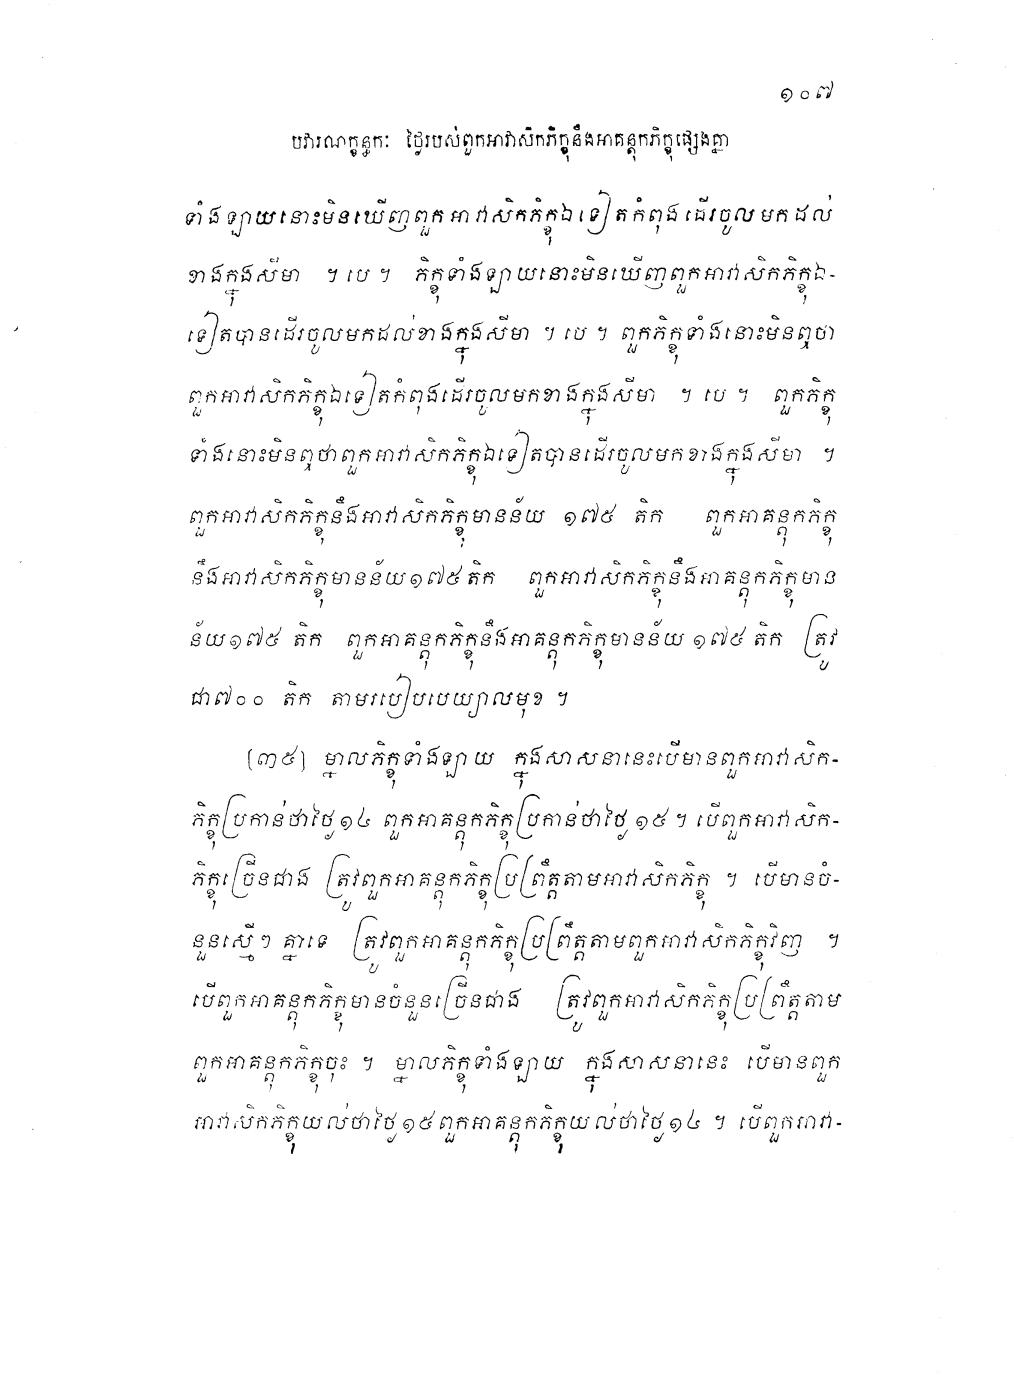 ១០៧
បវារណក្ខន្ធកៈ ថ្ងៃរបស់ពួកអាវាសិកភិក្ខុនឹងអាគន្តុកភិក្ខុផ្សេងគ្នា
ទាំងឡាយនោះមិនឃើញពួកអាវាសិកភិក្ខុឯទៀតកំពុងដើរចូលមកដល់
ខាងក្នុងសីមា ។ បេ ។ ភិក្ខុទាំងឡាយនោះមិនឃើញពួកអាវាសិកភិក្ខុឯ-
ទៀតបានដើរចូលមកដល់ខាងក្នុងសីមា ។ បេ ។ ពួកភិក្ខុទាំងនោះមិនឮថា
ពួកអាវាសិកភិក្ខុឯទៀតកំពុងដើរចូលមកខាងក្នុងសីមា ។ បេ ។ ពួកភិក្ខុ
ទាំងនោះមិនឮថាពួកអាវាសិកភិក្ខុឯទៀតបានដើរចូលមកខាងក្នុងសីមា ។
ពួកអាវាសិកភិក្ខុនឹងអាវាសិកភិក្ខុមានន័យ ១៧៥ តិក ពួកអាគន្តុកភិក្ខុ
នឹងអាវាសិកភិក្ខុមានន័យ១៧៥តិក ពួកអាវាសិកភិក្ខុនឹងអាគន្តុកភិក្ខុមាន
ន័យ១៧៥ តិក ពួកអាគន្តុកភិក្ខុនឹងអាគន្តុកភិក្ខុមានន័យ ១៧៥ តិក ត្រូវ
ជា៧០០ តិក តាមរបៀបបេយ្យាលមុខ ។
(៣៥) ម្នាលភិក្ខុទាំងឡាយ ក្នុងសាសនានេះបើមានពួកអាវាសិក-
ភិក្ខុប្រកាន់ថាថ្ងៃ១៤ ពួកអាគន្តុកភិក្ខុប្រកាន់ថាថ្ងៃ ១៥ ។ បើពួកអាវាសិក-
ភិក្ខុច្រើនជាង ត្រូវពួកអាគន្តុកភិក្ខុប្រព្រឹត្តតាមអាវាសិកភិក្ខុ ។ បើមានចំ-
នួនស្មើៗ គ្នាទេ ត្រូវពួកអាគន្តុកភិក្ខុប្រព្រឹត្តតាមពួកអាវាសិកភិក្ខុវិញ ។
បើពួកអាគន្តុកភិក្ខុមានចំនួនច្រើនជាង ត្រូវពួកអាវាសិកភិក្ខុប្រព្រឹត្តតាម
ពួកអាគន្តុកភិក្ខុចុះ ។ ម្នាលភិក្ខុទាំងឡាយ ក្នុងសាសនានេះ បើមានពួក
អាវាសិកភិក្ខុយល់ថាថ្ងៃ១៥ពួកអាគន្តុកភិក្ខុយល់ថាថ្ងៃ១៤ ។ បើពួកអាវា-